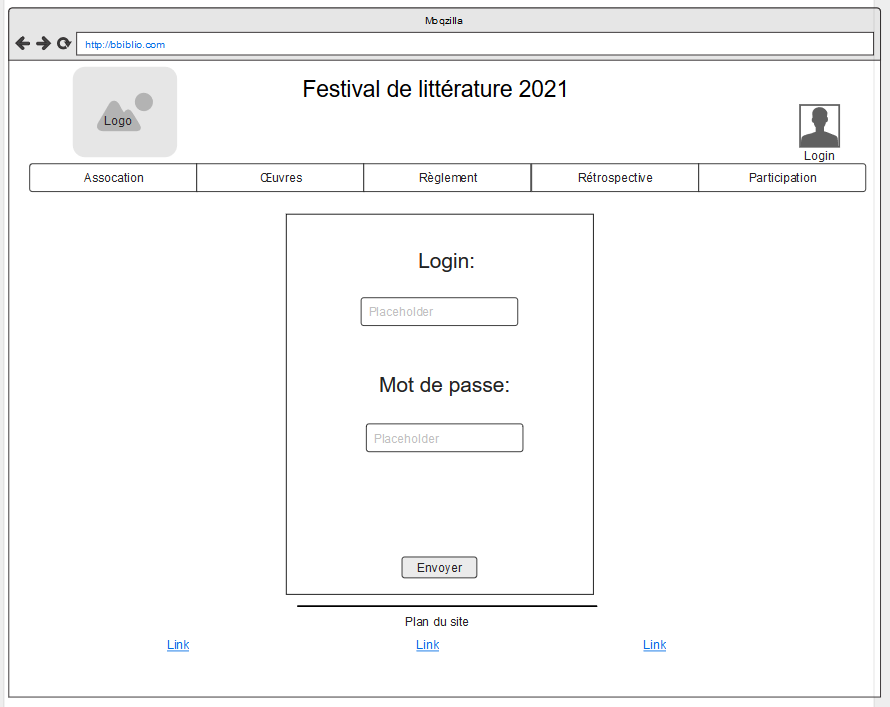 Moqzilla
http://bbiblio.com
Festival de littérature 2021
Logo
Login
Assocation
Œuvres
Règlement
Rétrospective
Participation
Login:
Placeholder
Mot de passe:
Placeholder
Envoyer
Plan du site
Link
Link
Link